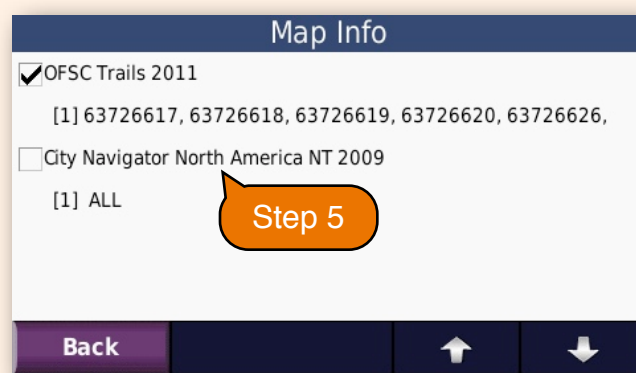 Map Info
OFSC Trails 2011
[1] 63726617, 63726618, 63726619, 63726620, 63726626,
City Navigator North America NT 2009
[1] ALL
Step 5
Back